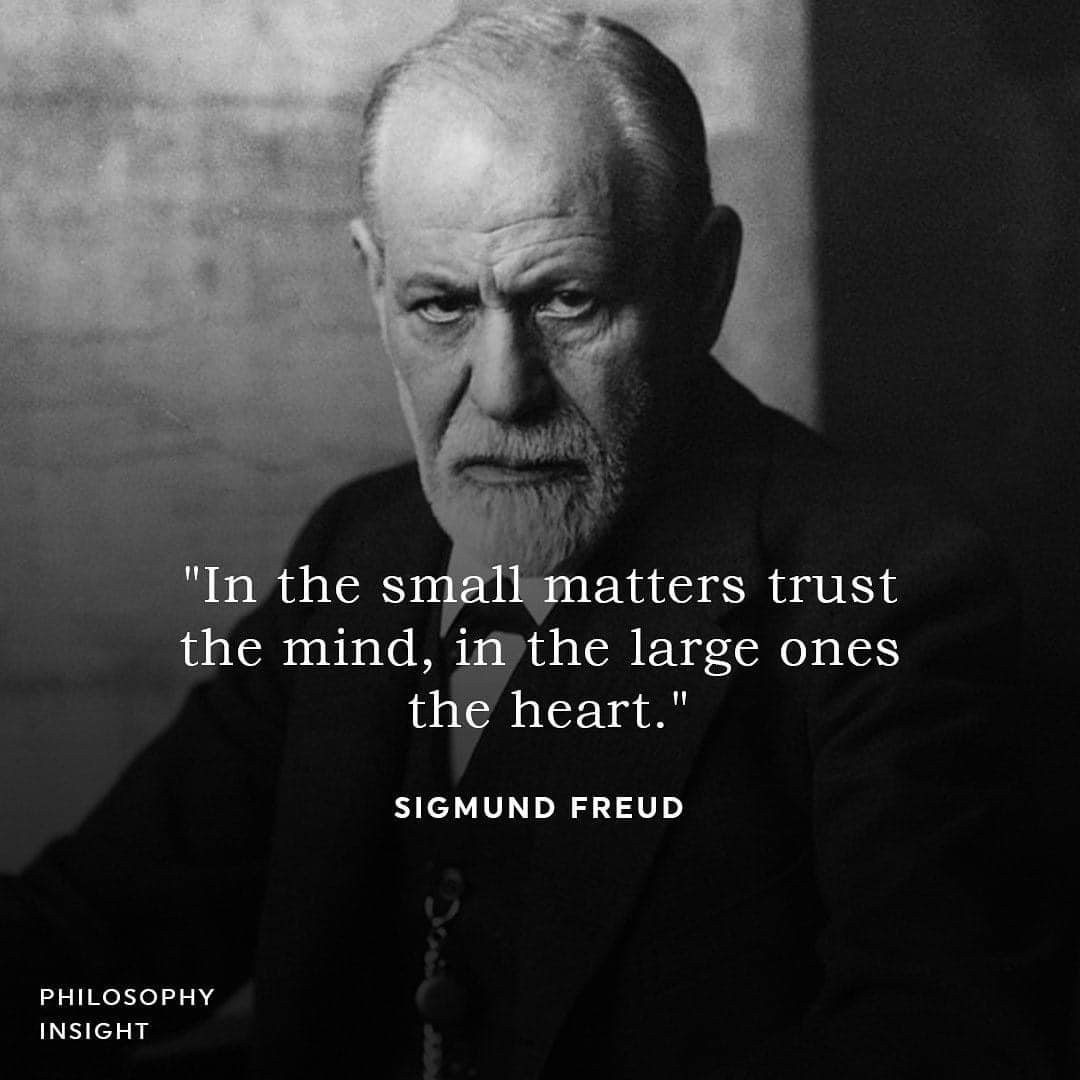 "In the small matters trust
the mind, in the large ones
the heart."
SIGMUND FREUD
PHILOSOPHY
INSIGHT